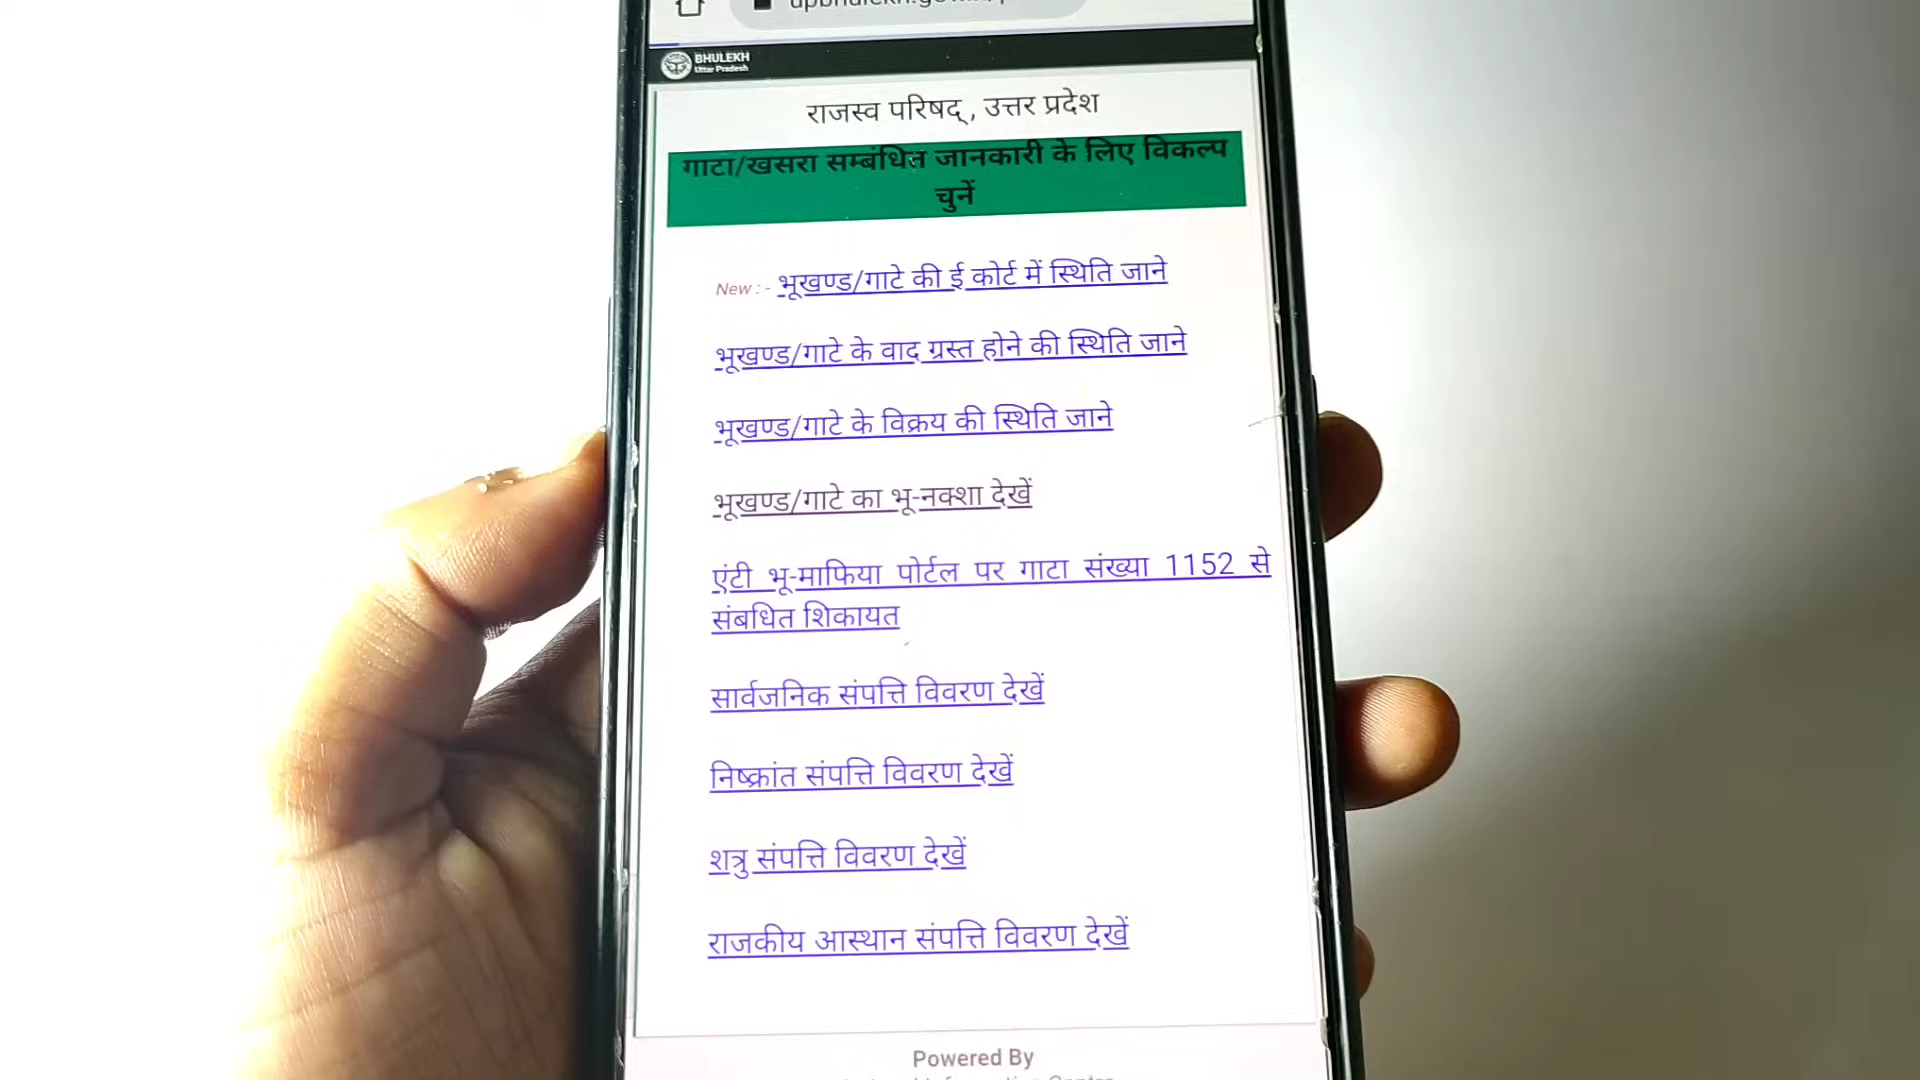 BHULEKH
Uttar Pradesh
राजस्व परिषद् , उत्तर प्रदेश
गाटा/खसरा सम्बंधित जानकारी के लिए विकल्प
चुनें
New : - भूखण्ड/गाटे की ई कोर्ट में स्थिति जाने
भूखण्ड/गाटे के वाद ग्रस्त होने की स्थिति जाने
भूखण्ड/गाटे के विक्रय की स्थिति जाने
भूखण्ड/गाटे का भू-नक्शा देखें
एंटी भू-माफिया पोर्टल पर गाटा संख्या 1152 से
संबधित शिकायत
सार्वजनिक संपत्ति विवरण देखें
निष्क्रांत संपत्ति विवरण देखें
शत्रु संपत्ति विवरण देखें
राजकीय आस्थान संपत्ति विवरण देखें
Powered By